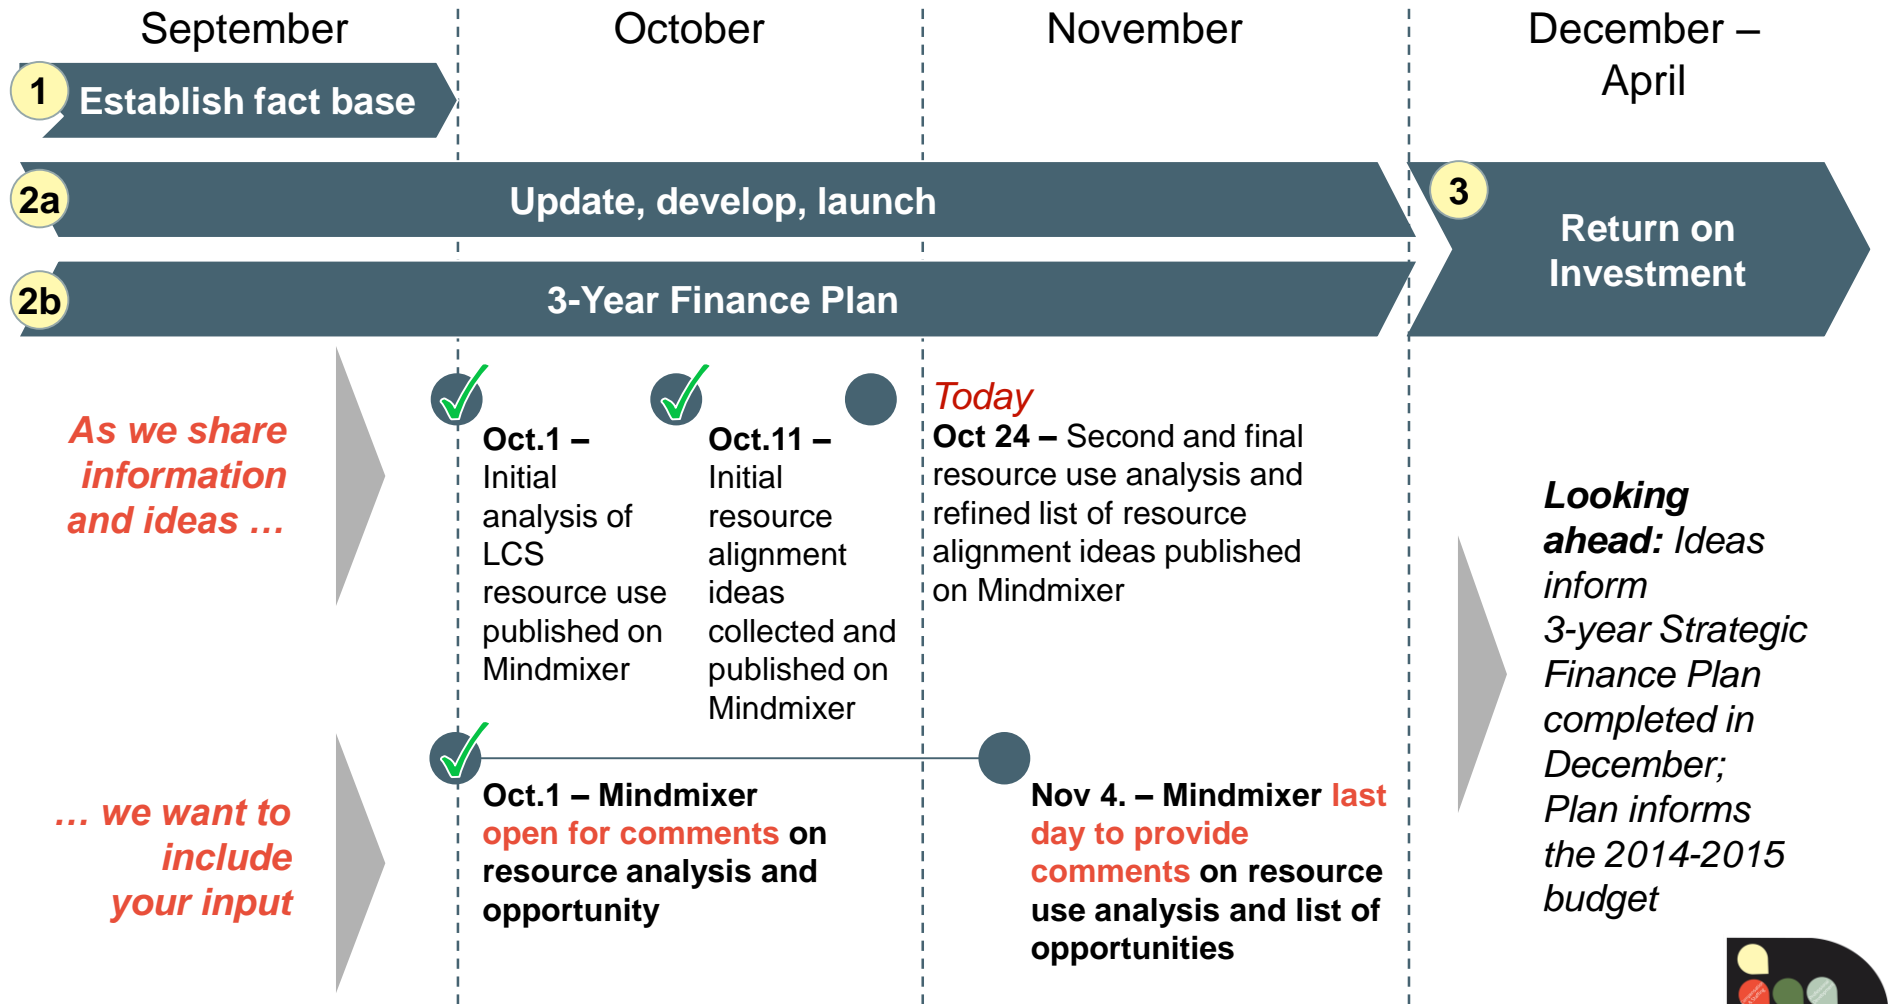 September
October
November
December –
April
1
Establish fact base
2a
Update, develop, launch
3
Return on
Investment
2b
3-Year Finance Plan
As we share
information
and ideas …
Oct.1 –
Initial
analysis of
LCS
resource use
published on
Mindmixer
Oct.11 –
Initial
resource
alignment
ideas
collected and
published on
Mindmixer
Today
Oct 24 – Second and final
resource use analysis and
refined list of resource
alignment ideas published
on Mindmixer
Looking
ahead: Ideas
inform
3-year Strategic
Finance Plan
completed in
December;
Plan informs
the 2014-2015
budget
… we want to
include
your input
Oct.1 – Mindmixer
open for comments on
resource analysis and
opportunity
Nov 4. – Mindmixer last
day to provide
comments on resource
use analysis and list of
opportunities